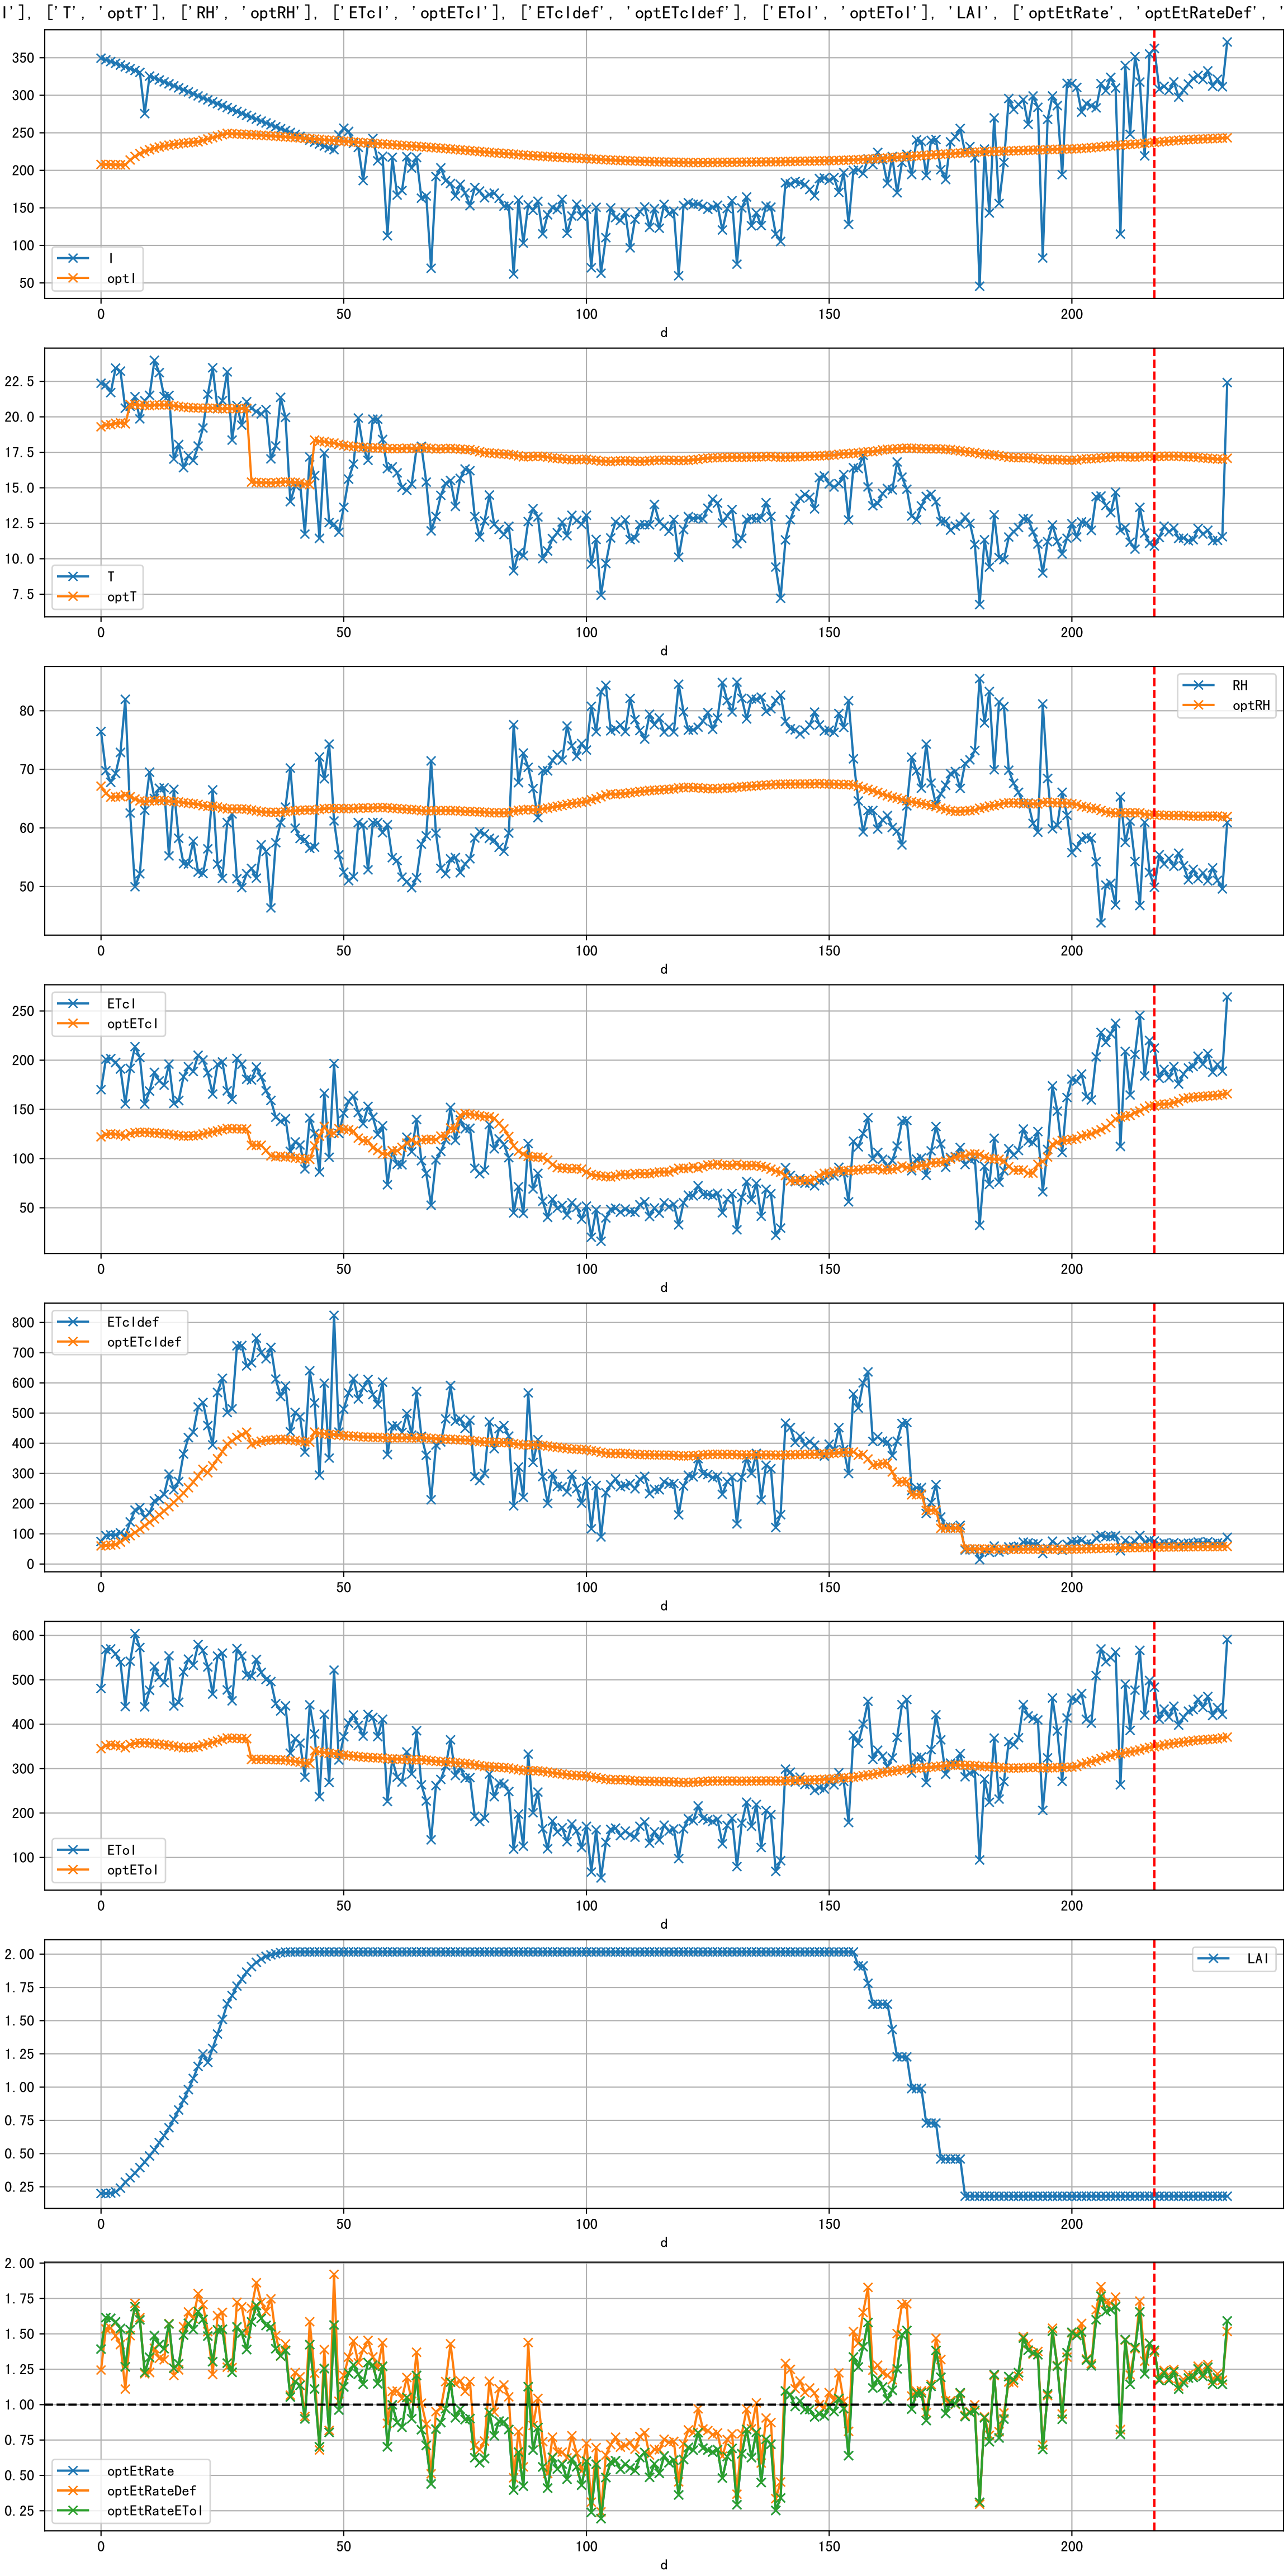 I'], ['T', 'optT'], ['RH', 'optRH'], ['ETcI', 'optETcI'], ['ETcIdef', 'optETcIdef'], ['EToI', 'optEToI'], 'LAI', ['optEtRate', 'optEtRateDef', '
350
300
250
200
150
100
50
I
optI
0 50 100 150 200
d
22.5
20.0
17.5
15.0
12.5
10.0
7.5
T
optT
0 50 100 150 200
d
80
70
60
50
RH
optRH
0 50 100 150 200
d
250
200
150
100
50
ETcI
optETcI
0 50 100 150 200
d
800
700
600
500
400
300
200
100
0
ETcIdef
optETcIdef
0 50 100 150 200
d
600
500
400
300
200
100
EToI
optEToI
0 50 100 150 200
d
2.00
1.75
1.50
1.25
1.00
0.75
0.50
0.25
LAI
0 50 100 150 200
d
2.00
1.75
1.50
1.25
1.00
0.75
0.50
0.25
optEtRate
optEtRateDef
optEtRateEToI
0 50 100 150 200
d